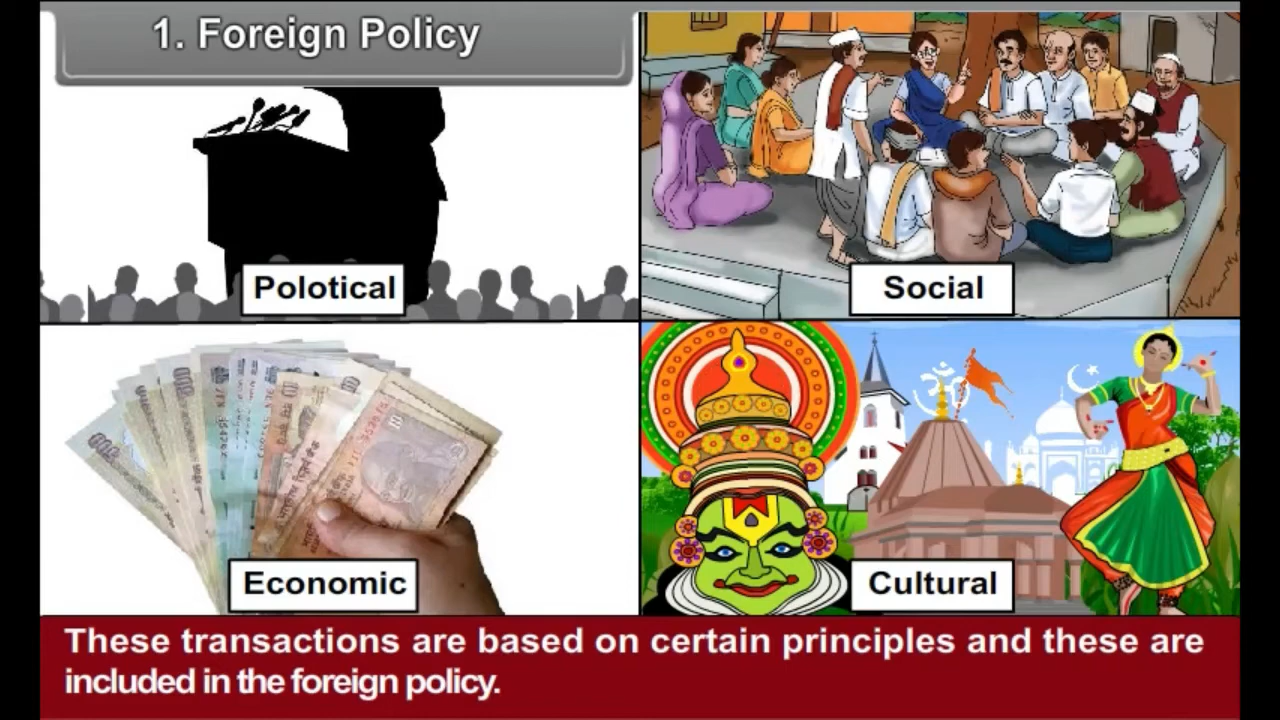 1. Foreign Policy
Polotical
Social
Economic
Cultural
These transactions are based on certain principles and these are
included in the foreign policy.